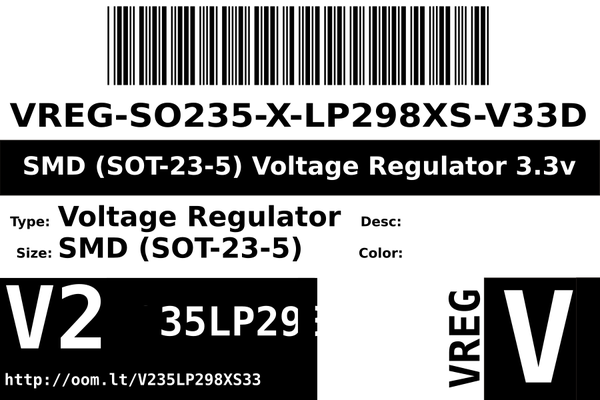 VREG-SO235-X-LP298XS-V33D
SMD (SOT-23-5) Voltage Regulator 3.3v
Type: Voltage Regulator Desc:
Size: SMD (SOT-23-5) Color:
V2 35LP29
http://oom.lt/V235LP298XS33
VREG
V